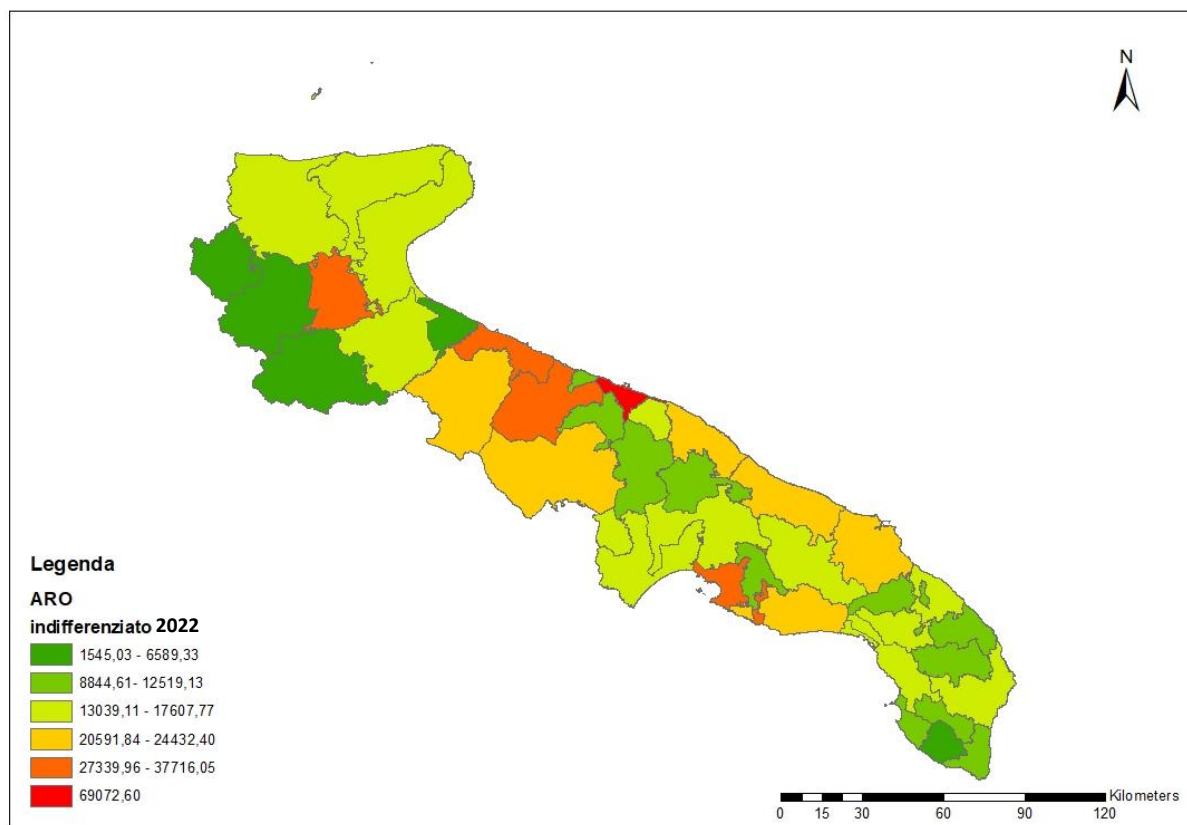 N
Legenda
ARO
indifferenziato 2022
1545,03 - 6589,33
8844,61- 12519,13
13039,11 - 17607,77
20591,84 - 24432,40
27339,96 - 37716,05
69072,60
Kilometers
0 15 30 60 90 120